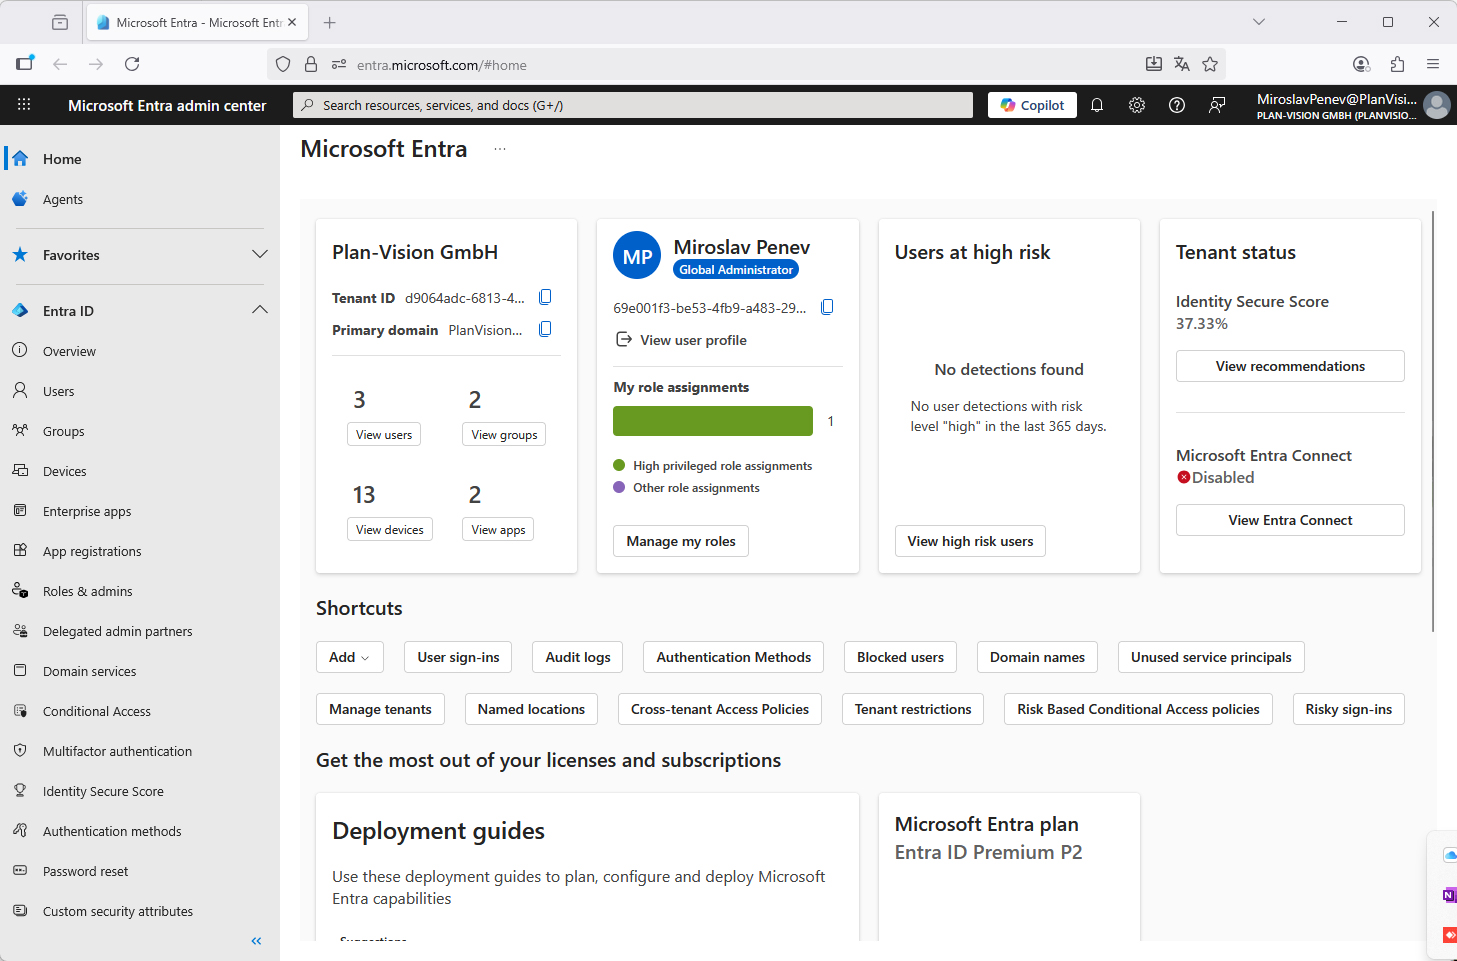 Microsoft Entra - Microsoft Entr
entra.microsoft.com/#home
Microsoft Entra admin center
Search resources, services, and docs (G+/)
Copilot
MiroslavPenev@PlanVisi...
PLAN-VISION GMBH (PLANVISIO...
Home
Agents
Favorites
Entra ID
Overview
Users
Groups
Devices
Enterprise apps
App registrations
Roles & admins
Delegated admin partners
Domain services
Conditional Access
Multifactor authentication
Identity Secure Score
Authentication methods
Password reset
Custom security attributes
Microsoft Entra
Plan-Vision GmbH
Tenant ID d9064adc-6813-4...
Primary domain PlanVision...
3
View users
2
View groups
13
View devices
2
View apps
MP
Miroslav Penev
Global Administrator
69e001f3-be53-4fb9-a483-29...
View user profile
My role assignments
1
High privileged role assignments
Other role assignments
Manage my roles
Users at high risk
No detections found
No user detections with risk
level "high" in the last 365 days.
View high risk users
Tenant status
Identity Secure Score
37.33%
View recommendations
Microsoft Entra Connect
Disabled
View Entra Connect
Shortcuts
Add
User sign-ins
Audit logs
Authentication Methods
Blocked users
Domain names
Unused service principals
Manage tenants
Named locations
Cross-tenant Access Policies
Tenant restrictions
Risk Based Conditional Access policies
Risky sign-ins
Get the most out of your licenses and subscriptions
Deployment guides
Use these deployment guides to plan, configure and deploy Microsoft
Entra capabilities
Suggestions
Microsoft Entra plan
Entra ID Premium P2